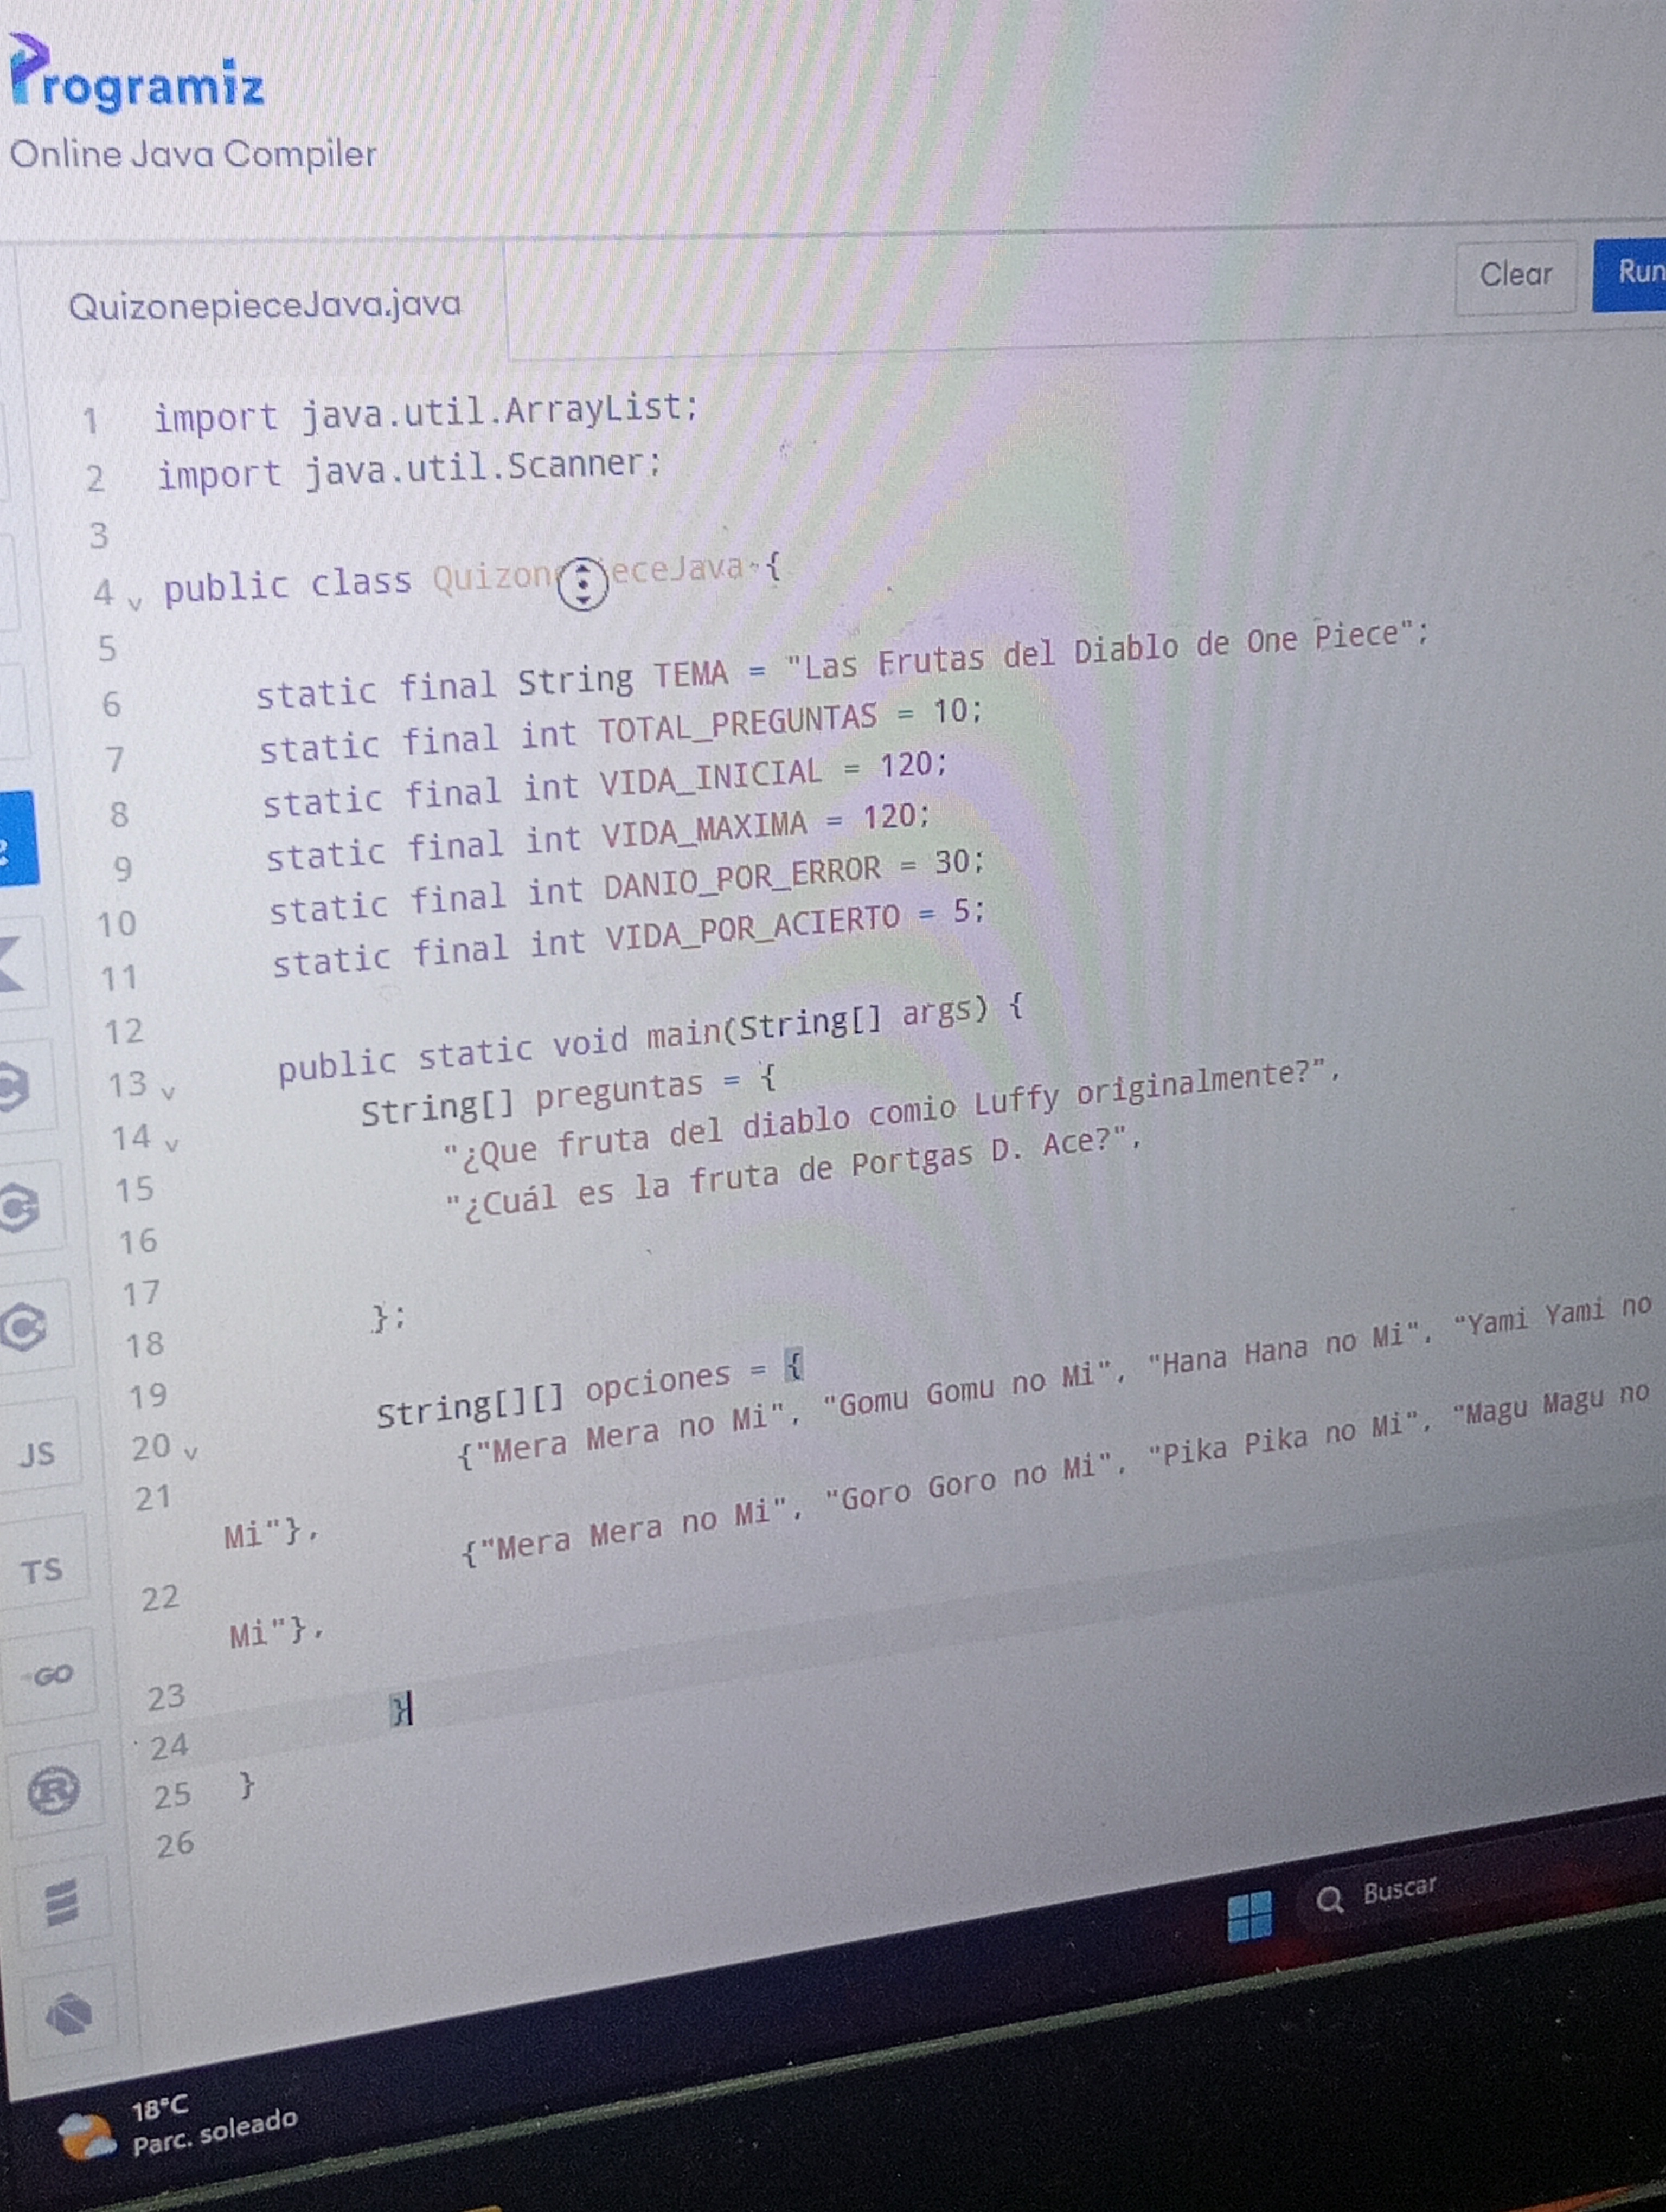 Programiz
Online Java Compiler
QuizonepieceJava.java
Clear
Run
1 import java.util.ArrayList;
2 import java.util.Scanner;
3
4 public class Quizon eceJava {
5
6 static final String TEMA = "Las Frutas del Diablo de One Piece";
7 static final int TOTAL_PREGUNTAS = 10;
8 static final int VIDA_INICIAL = 120;
9 static final int VIDA_MAXIMA = 120;
10 static final int DANIO_POR_ERROR = 30;
11 static final int VIDA_POR_ACIERTO = 5;
12
13 public static void main(String[] args) {
14 String[] preguntas = {
15 "¿Que fruta del diablo comio Luffy originalmente?",
16 "¿Cuál es la fruta de Portgas D. Ace?",
17
18 };
19
20 String[][] opciones = {
21 {"Mera Mera no Mi", "Gomu Gomu no Mi", "Hana Hana no Mi", "Yami Yami no
Mi"},
22 {"Mera Mera no Mi", "Goro Goro no Mi", "Pika Pika no Mi", "Magu Magu no
Mi"},
23
24 }
25 }
26
JS
TS
GO
Buscar
18°C
Parc. soleado